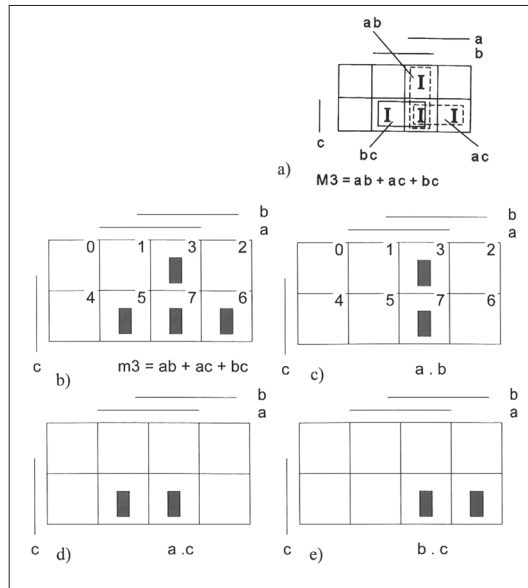 ab
a
b
I
I I I
c
bc ac
a) M3 = ab + ac + bc
b
a
0 1 3 2
4 5 7 6
c
b) m3 = ab + ac + bc
b
a
0 1 3 2
4 5 7 6
c
c) a . b
b
a
c
d) a .c
b
a
c
e) b . c